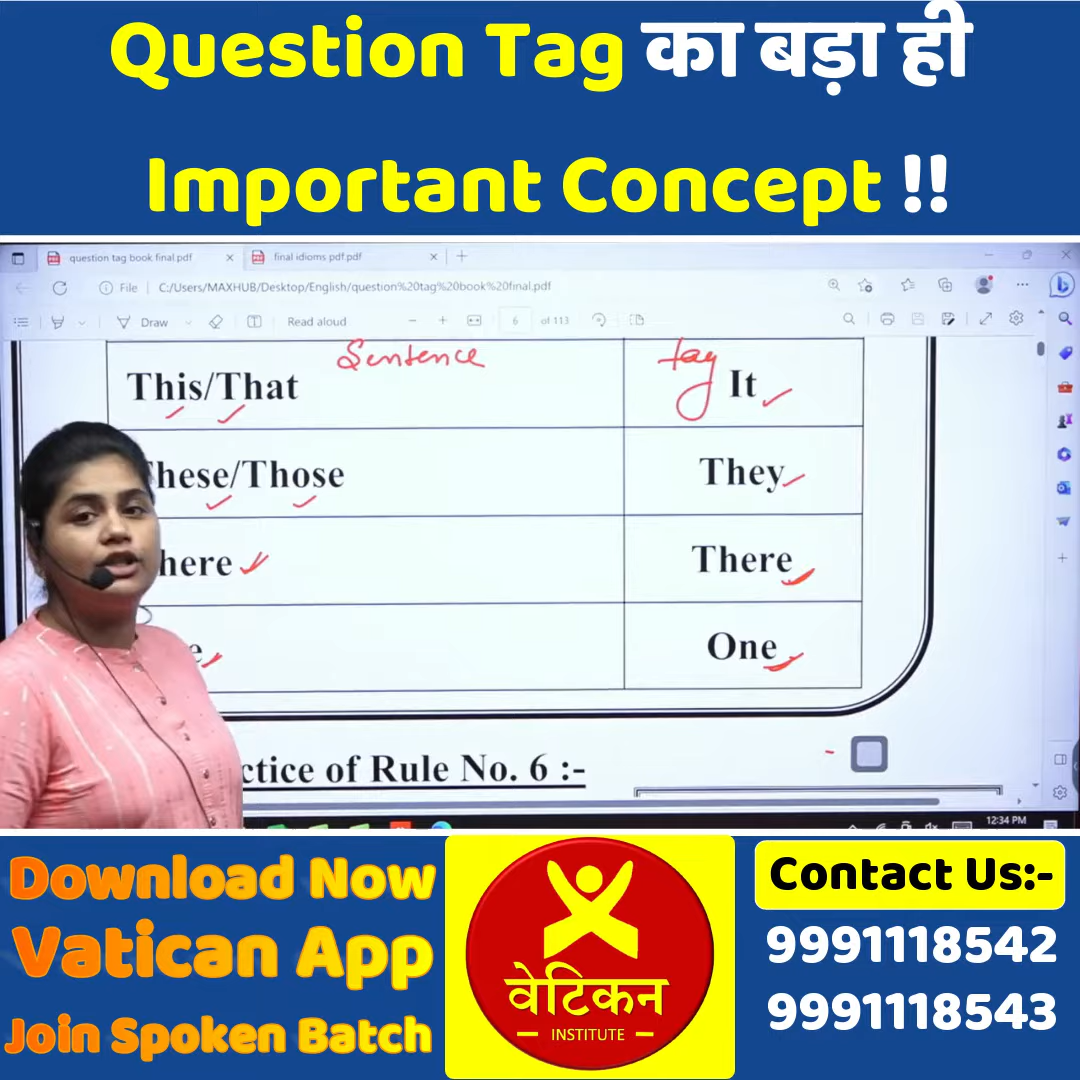 Question Tag का बड़ा ही
Important Concept !!
question tag book final.pdf
final idioms pdf.pdf
File
C:/Users/MAXHUB/Desktop/English/question%20tag%20book%20final.pdf
Draw
Read aloud
6 of 113
Sentence
tag
This/That
It
These/Those
They
here
There
e
One
ctice of Rule No. 6 :-
12:34 PM
Download Now
Vatican App
Join Spoken Batch
वेटिकन
INSTITUTE
Contact Us:-
9991118542
9991118543